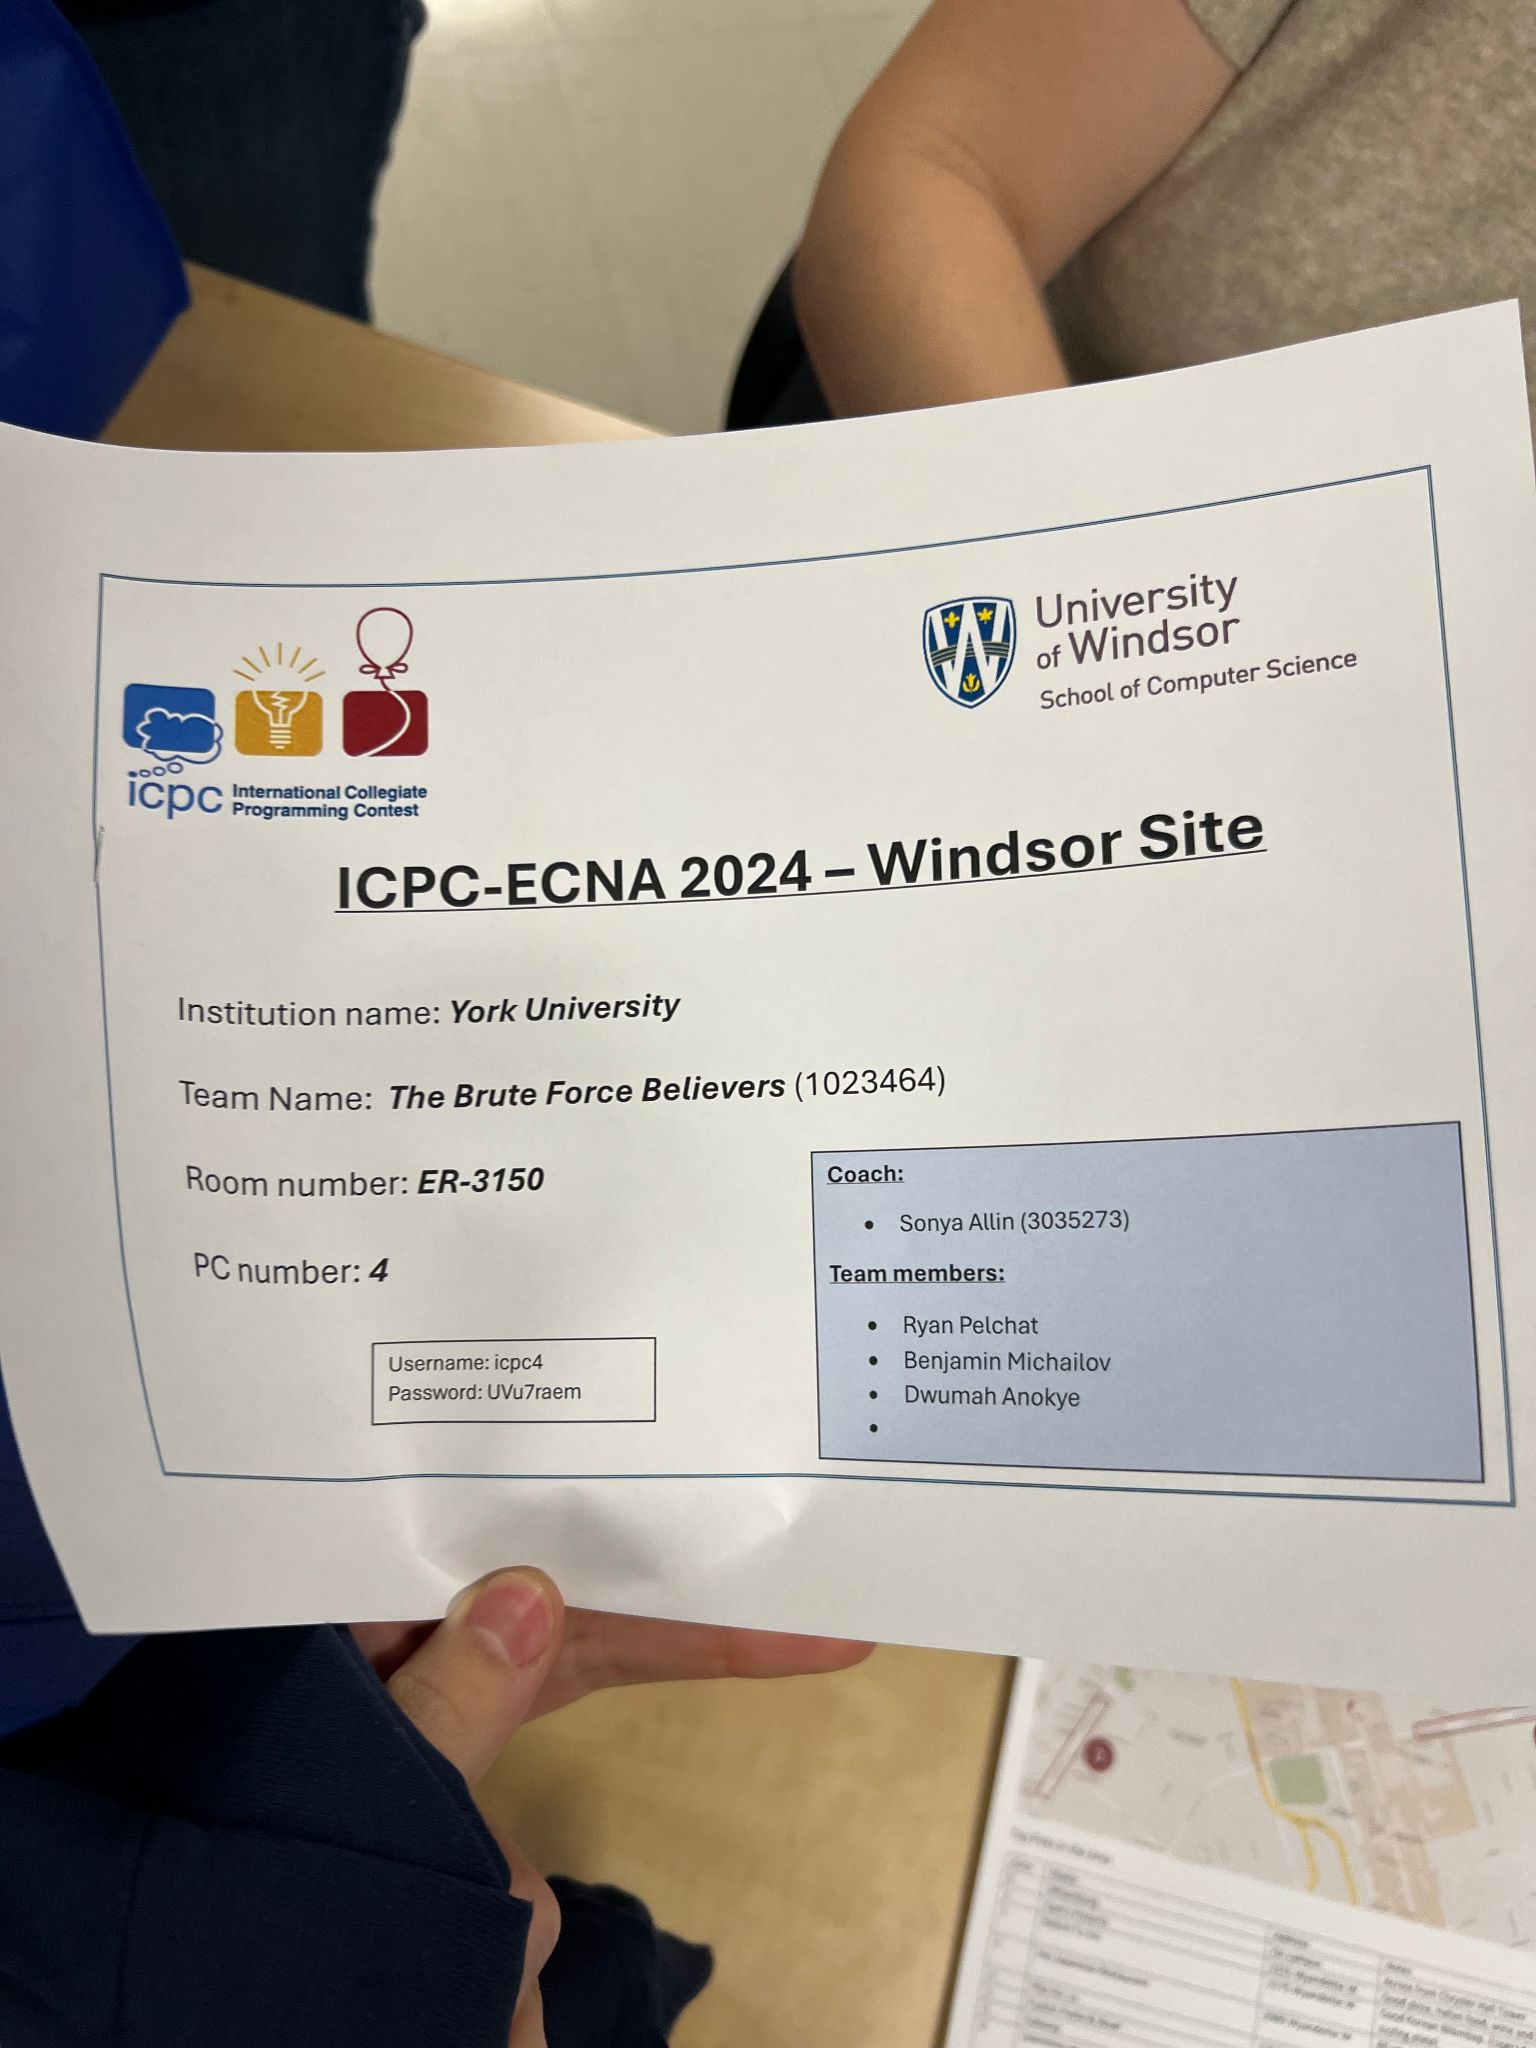 icpc International Collegiate
Programming Contest
University
of Windsor
School of Computer Science
ICPC-ECNA 2024 – Windsor Site
Institution name: York University
Team Name: The Brute Force Believers (1023464)
Room number: ER-3150
PC number: 4
Username: icpc4
Password: UVu7raem
Coach:
• Sonya Allin (3035273)
Team members:
• Ryan Pelchat
• Benjamin Michailov
• Dwumah Anokye
•